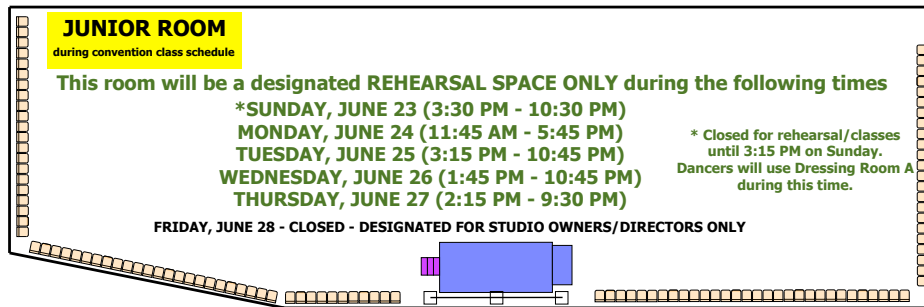 JUNIOR ROOM
during convention class schedule
This room will be a designated REHEARSAL SPACE ONLY during the following times
*SUNDAY, JUNE 23 (3:30 PM - 10:30 PM)
MONDAY, JUNE 24 (11:45 AM - 5:45 PM)
TUESDAY, JUNE 25 (3:15 PM - 10:45 PM)
WEDNESDAY, JUNE 26 (1:45 PM - 10:45 PM)
THURSDAY, JUNE 27 (2:15 PM - 9:30 PM)
* Closed for rehearsal/classes
until 3:15 PM on Sunday.
Dancers will use Dressing Room A
during this time.
FRIDAY, JUNE 28 - CLOSED - DESIGNATED FOR STUDIO OWNERS/DIRECTORS ONLY